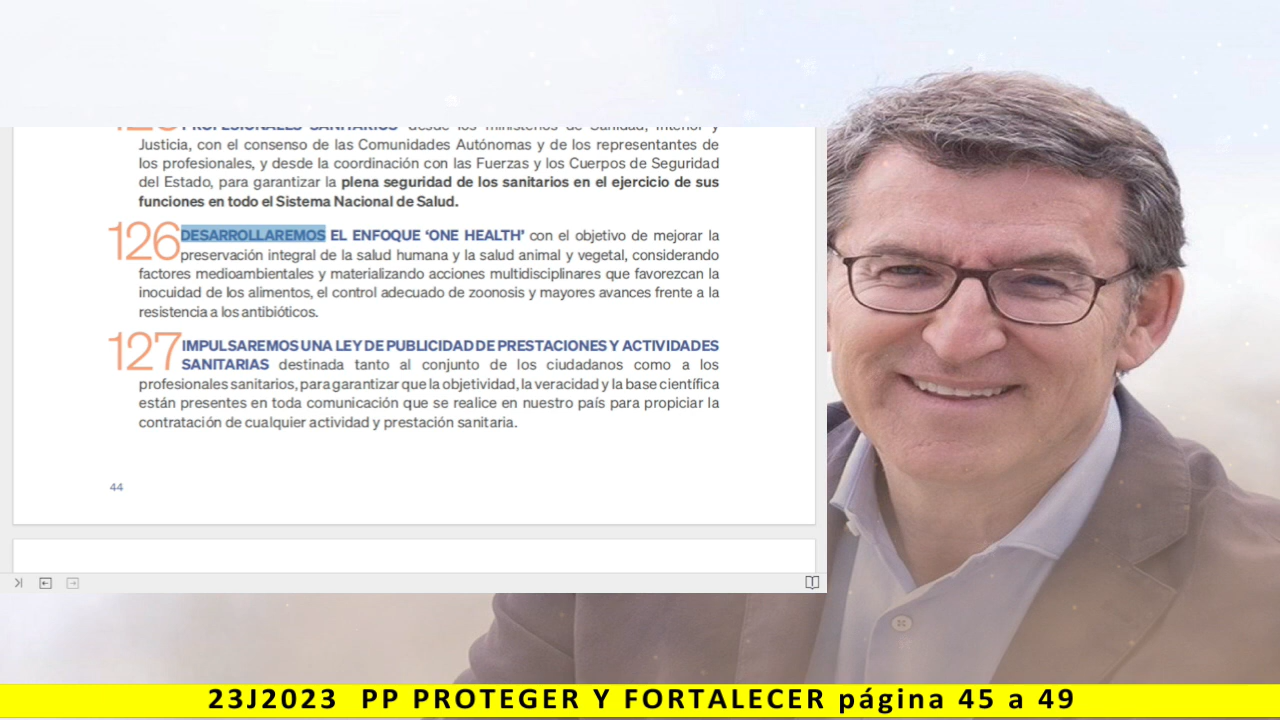 PROFESIONALES SANITARIOS desde los ministerios de Sanidad, Interior y
Justicia, con el consenso de las Comunidades Autónomas y de los representantes de
los profesionales, y desde la coordinación con las Fuerzas y los Cuerpos de Seguridad
del Estado, para garantizar la plena seguridad de los sanitarios en el ejercicio de sus
funciones en todo el Sistema Nacional de Salud.
126 DESARROLLAREMOS EL ENFOQUE ‘ONE HEALTH’ con el objetivo de mejorar la
preservación integral de la salud humana y la salud animal y vegetal, considerando
factores medioambientales y materializando acciones multidisciplinares que favorezcan la
inocuidad de los alimentos, el control adecuado de zoonosis y mayores avances frente a la
resistencia a los antibióticos.
127 IMPULSAREMOS UNA LEY DE PUBLICIDAD DE PRESTACIONES Y ACTIVIDADES
SANITARIAS destinada tanto al conjunto de los ciudadanos como a los
profesionales sanitarios, para garantizar que la objetividad, la veracidad y la base científica
están presentes en toda comunicación que se realice en nuestro país para propiciar la
contratación de cualquier actividad y prestación sanitaria.
44
23J2023 PP PROTEGER Y FORTALECER página 45 a 49